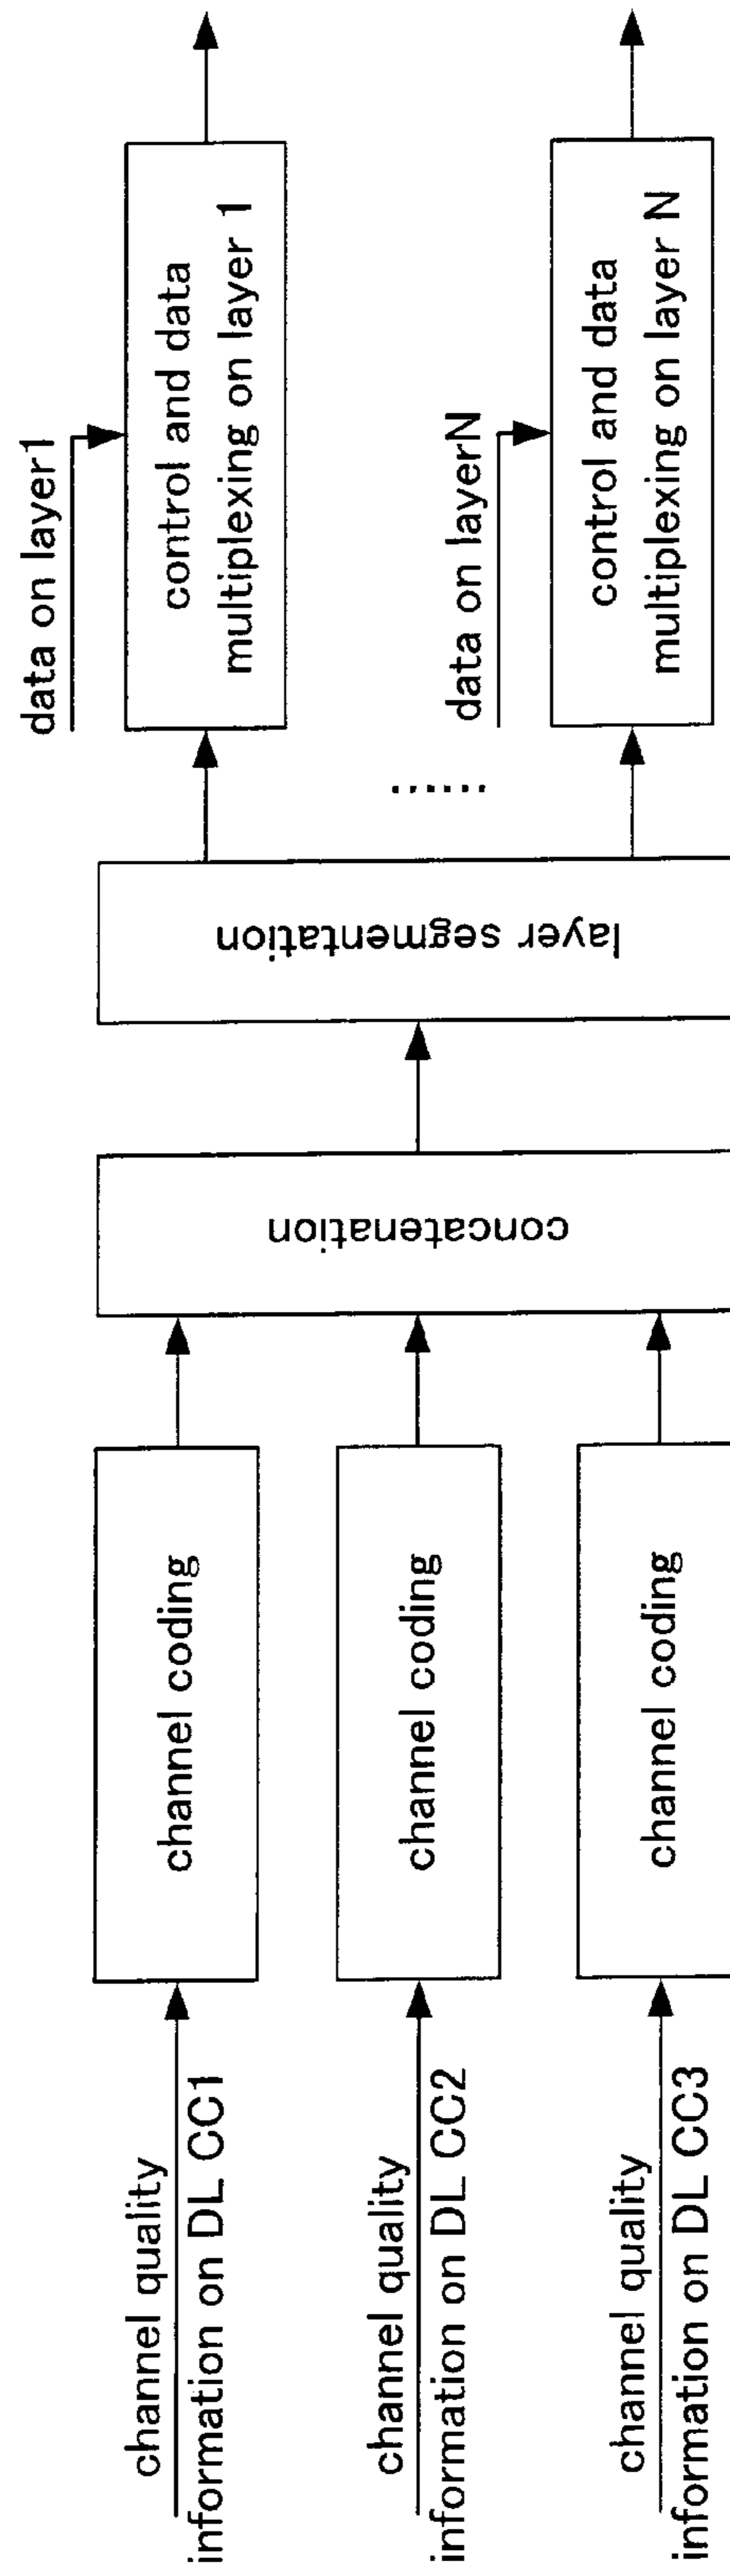 channel quality
information on DL CC1
channel coding
channel quality
information on DL CC2
channel coding
channel quality
information on DL CC3
channel coding
concatenation
layer segmentation
......
data on layer1
control and data
multiplexing on layer 1
data on layerN
control and data
multiplexing on layer N